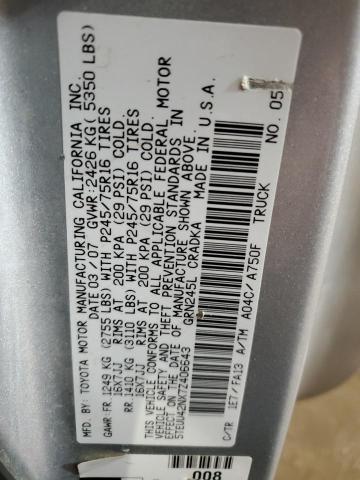 MFD. BY: TOYOTA MOTOR MANUFACTURING CALIFORNIA INC.
DATE 03/07 GVWR: 2426 KG( 5350 LBS)
GAWR:FR 1249 KG (2755 LBS) WITH P245/75R16 TIRES
16X7JJ RIMS AT 200 KPA (29 PSI) COLD.
RR 1410 KG (3110 LBS) WITH P245/75R16 TIRES
16X7JJ RIMS AT 200 KPA (29 PSI) COLD.
THIS VEHICLE CONFORMS TO ALL APPLICABLE FEDERAL MOTOR
VEHICLE SAFETY AND THEFT PREVENTION STANDARDS IN
EFFECT ON THE DATE OF MANUFACTURE SHOWN ABOVE.
5TEUU42NX7Z406643 GRN245L CRADKA MADE IN U.S.A.
C/TR 1E7/FA13 A/TM A04C/A750F TRUCK NO. 05
008